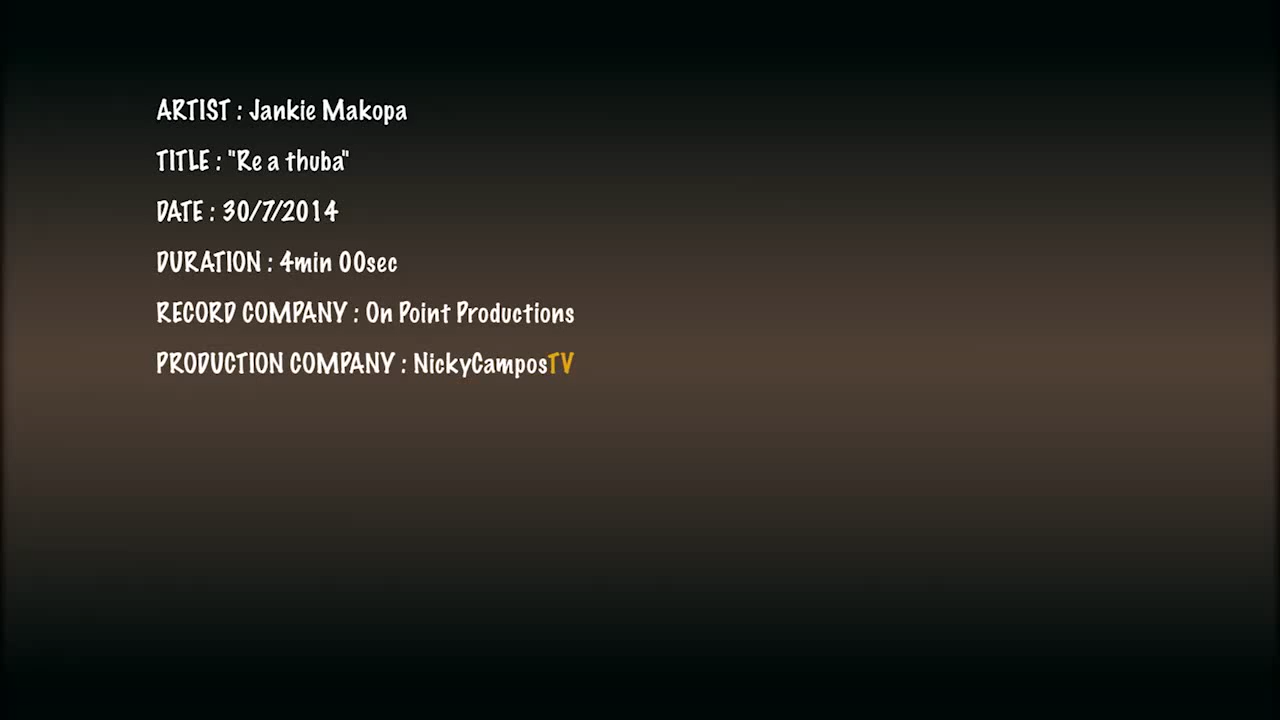 ARTIST : Jankie Makopa
TITLE : "Re a thuba"
DATE : 30/7/2014
DURATION : 4min 00sec
RECORD COMPANY : On Point Productions
PRODUCTION COMPANY : NickyCamposTV